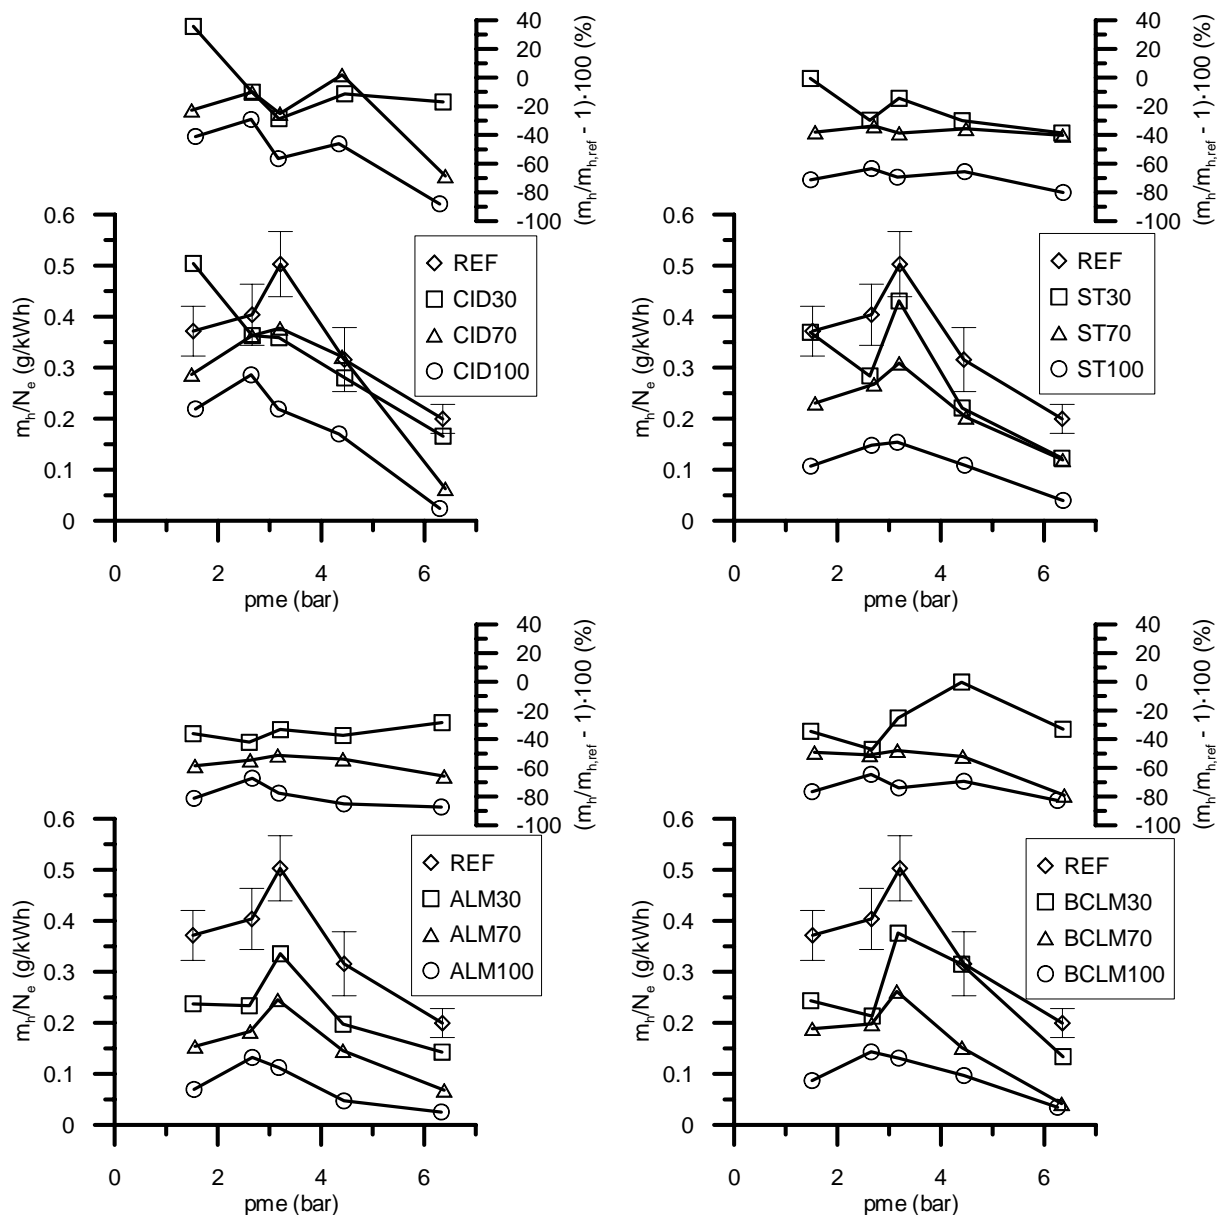 40
20
0
-20
-40
-60
-80
-100
(m_h/m_h,ref - 1)·100 (%)
0.6
0.5
0.4
0.3
0.2
0.1
0
m_h/N_e (g/kWh)
REF
CID30
CID70
CID100
0 2 4 6
pme (bar)
40
20
0
-20
-40
-60
-80
-100
(m_h/m_h,ref - 1)·100 (%)
0.6
0.5
0.4
0.3
0.2
0.1
0
m_h/N_e (g/kWh)
REF
ST30
ST70
ST100
0 2 4 6
pme (bar)
40
20
0
-20
-40
-60
-80
-100
(m_h/m_h,ref - 1)·100 (%)
0.6
0.5
0.4
0.3
0.2
0.1
0
m_h/N_e (g/kWh)
REF
ALM30
ALM70
ALM100
0 2 4 6
pme (bar)
40
20
0
-20
-40
-60
-80
-100
(m_h/m_h,ref - 1)·100 (%)
0.6
0.5
0.4
0.3
0.2
0.1
0
m_h/N_e (g/kWh)
REF
BCLM30
BCLM70
BCLM100
0 2 4 6
pme (bar)